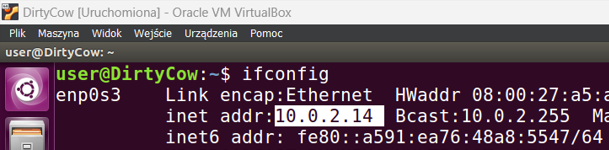 DirtyCow [Uruchomiona] - Oracle VM VirtualBox
Plik Maszyna Widok Wejście Urządzenia Pomoc
user@DirtyCow: ~
user@DirtyCow:~$ ifconfig
enp0s3 Link encap:Ethernet HWaddr 08:00:27:a5:a
inet addr:10.0.2.14 Bcast:10.0.2.255 Ma
inet6 addr: fe80::a591:ea76:48a8:5547/64